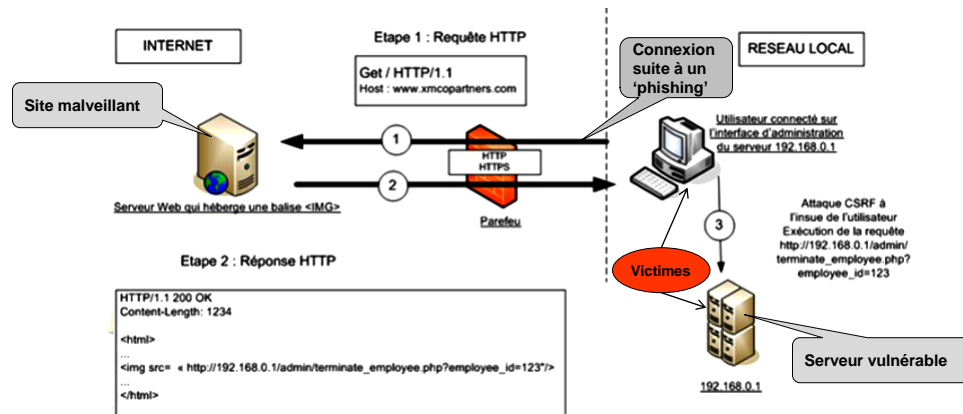 INTERNET
Etape 1 : Requête HTTP
Get / HTTP/1.1
Host : www.xmcopartners.com
Connexion
suite à un
‘phishing’
RESEAU LOCAL
Site malveillant
1
HTTP
HTTPS
2
Utilisateur connecté sur
l'interface d'administration
du serveur 192.168.0.1
Serveur Web qui héberge une balise <IMG>
Parefeu
3
Attaque CSRF à
l'insue de l'utilisateur
Exécution de la requête
http://192.168.0.1/admin/
terminate_employee.php?
employee_id=123
Victimes
Etape 2 : Réponse HTTP
HTTP/1.1 200 OK
Content-Length: 1234
<html>
...
<img src= « http://192.168.0.1/admin/terminate_employee.php?employee_id=123"/>
...
</html>
Serveur vulnérable
192.168.0.1